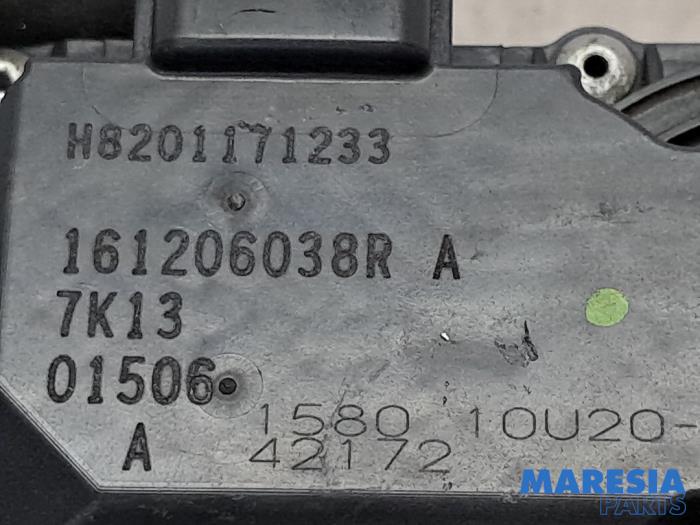 H8201171233
161206038R A
7K13
01506
A
1580 10U20-
42172
MARESIA
PARTS